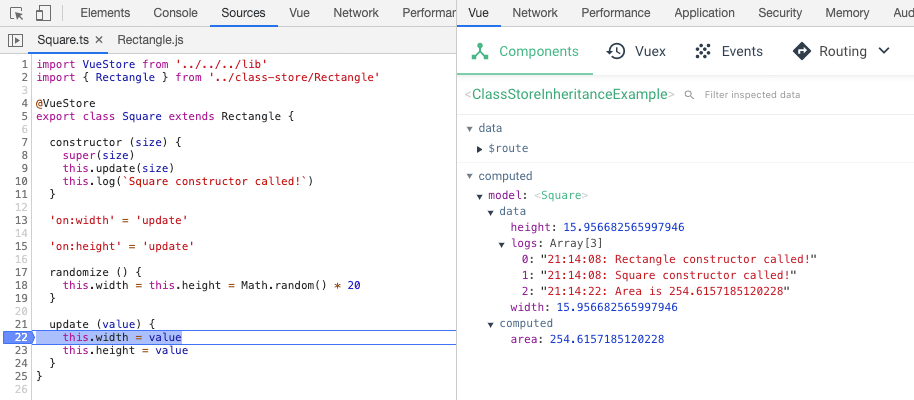 Elements Console Sources Vue Network Performan
Square.ts × Rectangle.js
1 import VueStore from '../../../lib'
2 import { Rectangle } from '../class-store/Rectangle'
3
4 @VueStore
5 export class Square extends Rectangle {
6
7 constructor (size) {
8 super(size)
9 this.update(size)
10 this.log(`Square constructor called!`)
11 }
12
13 'on:width' = 'update'
14
15 'on:height' = 'update'
16
17 randomize () {
18 this.width = this.height = Math.random() * 20
19 }
20
21 update (value) {
22 this.width = value
23 this.height = value
24 }
25 }
26
Vue Network Performance Application Security Memory Aud
Components Vuex Events Routing
<ClassStoreInheritanceExample> Filter inspected data
data
$route
computed
model: <Square>
data
height: 15.956682565997946
logs: Array[3]
0: "21:14:08: Rectangle constructor called!"
1: "21:14:08: Square constructor called!"
2: "21:14:22: Area is 254.6157185120228"
width: 15.956682565997946
computed
area: 254.6157185120228